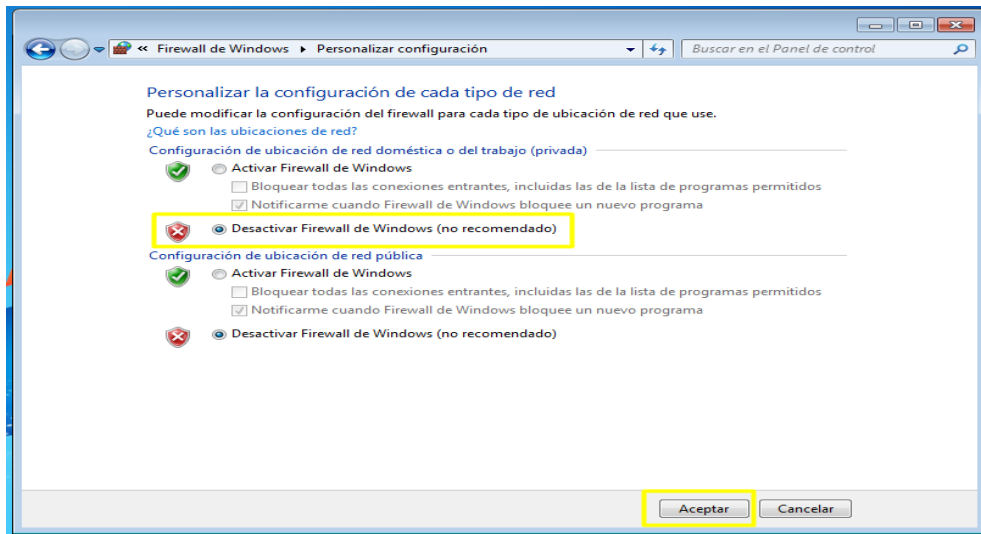 « Firewall de Windows ▸ Personalizar configuración
Buscar en el Panel de control
Personalizar la configuración de cada tipo de red
Puede modificar la configuración del firewall para cada tipo de ubicación de red que use.
¿Qué son las ubicaciones de red?
Configuración de ubicación de red doméstica o del trabajo (privada)
Activar Firewall de Windows
Bloquear todas las conexiones entrantes, incluidas las de la lista de programas permitidos
Notificarme cuando Firewall de Windows bloquee un nuevo programa
Desactivar Firewall de Windows (no recomendado)
Configuración de ubicación de red pública
Activar Firewall de Windows
Bloquear todas las conexiones entrantes, incluidas las de la lista de programas permitidos
Notificarme cuando Firewall de Windows bloquee un nuevo programa
Desactivar Firewall de Windows (no recomendado)
Aceptar
Cancelar